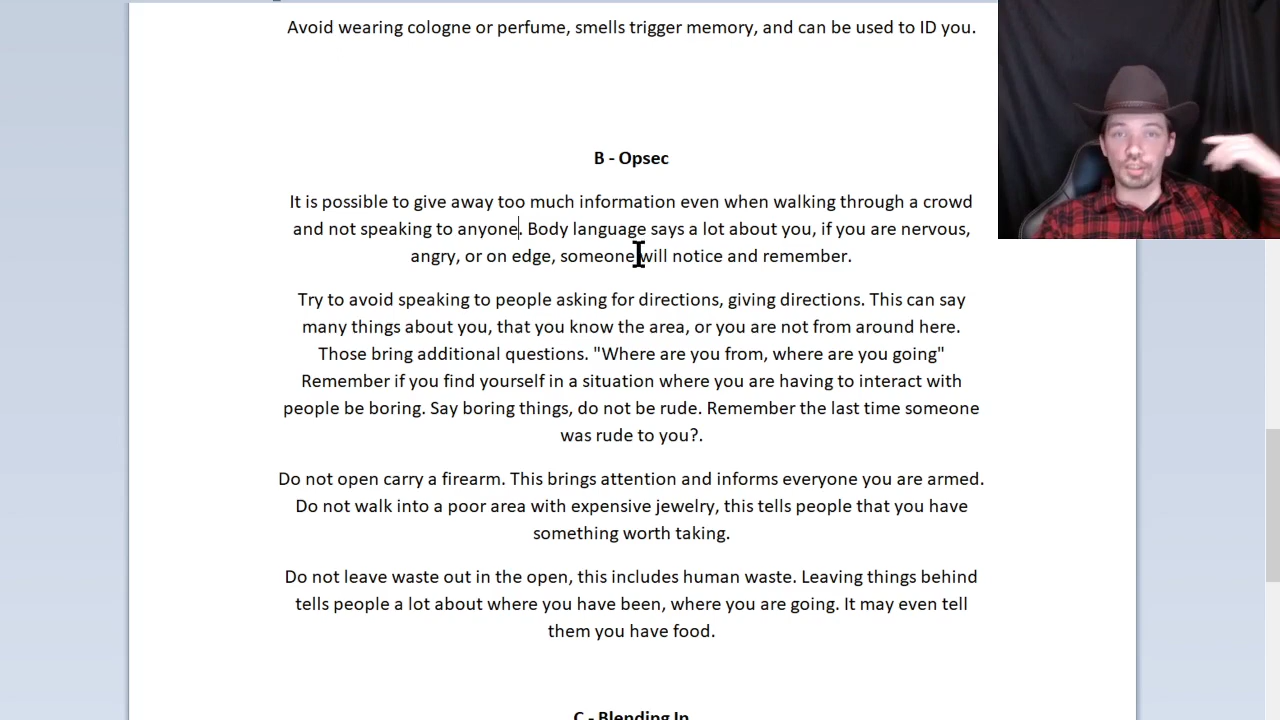 Avoid wearing cologne or perfume, smells trigger memory, and can be used to ID you.
B - Opsec
It is possible to give away too much information even when walking through a crowd
and not speaking to anyone. Body language says a lot about you, if you are nervous,
angry, or on edge, someone will notice and remember.
Try to avoid speaking to people asking for directions, giving directions. This can say
many things about you, that you know the area, or you are not from around here.
Those bring additional questions. "Where are you from, where are you going"
Remember if you find yourself in a situation where you are having to interact with
people be boring. Say boring things, do not be rude. Remember the last time someone
was rude to you?.
Do not open carry a firearm. This brings attention and informs everyone you are armed.
Do not walk into a poor area with expensive jewelry, this tells people that you have
something worth taking.
Do not leave waste out in the open, this includes human waste. Leaving things behind
tells people a lot about where you have been, where you are going. It may even tell
them you have food.
C - Blending In